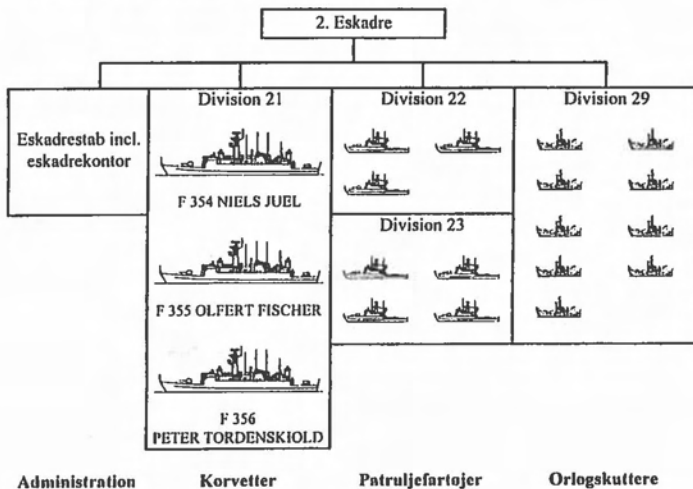 2. Eskadre
Eskadrestab incl.
eskadrekontor
Division 21
F 354 NIELS JUEL
F 355 OLFERT FISCHER
F 356
PETER TORDENSKIOLD
Division 22
Division 23
Division 29
Administration
Korvetter
Patruljefartøjer
Orlogskuttere